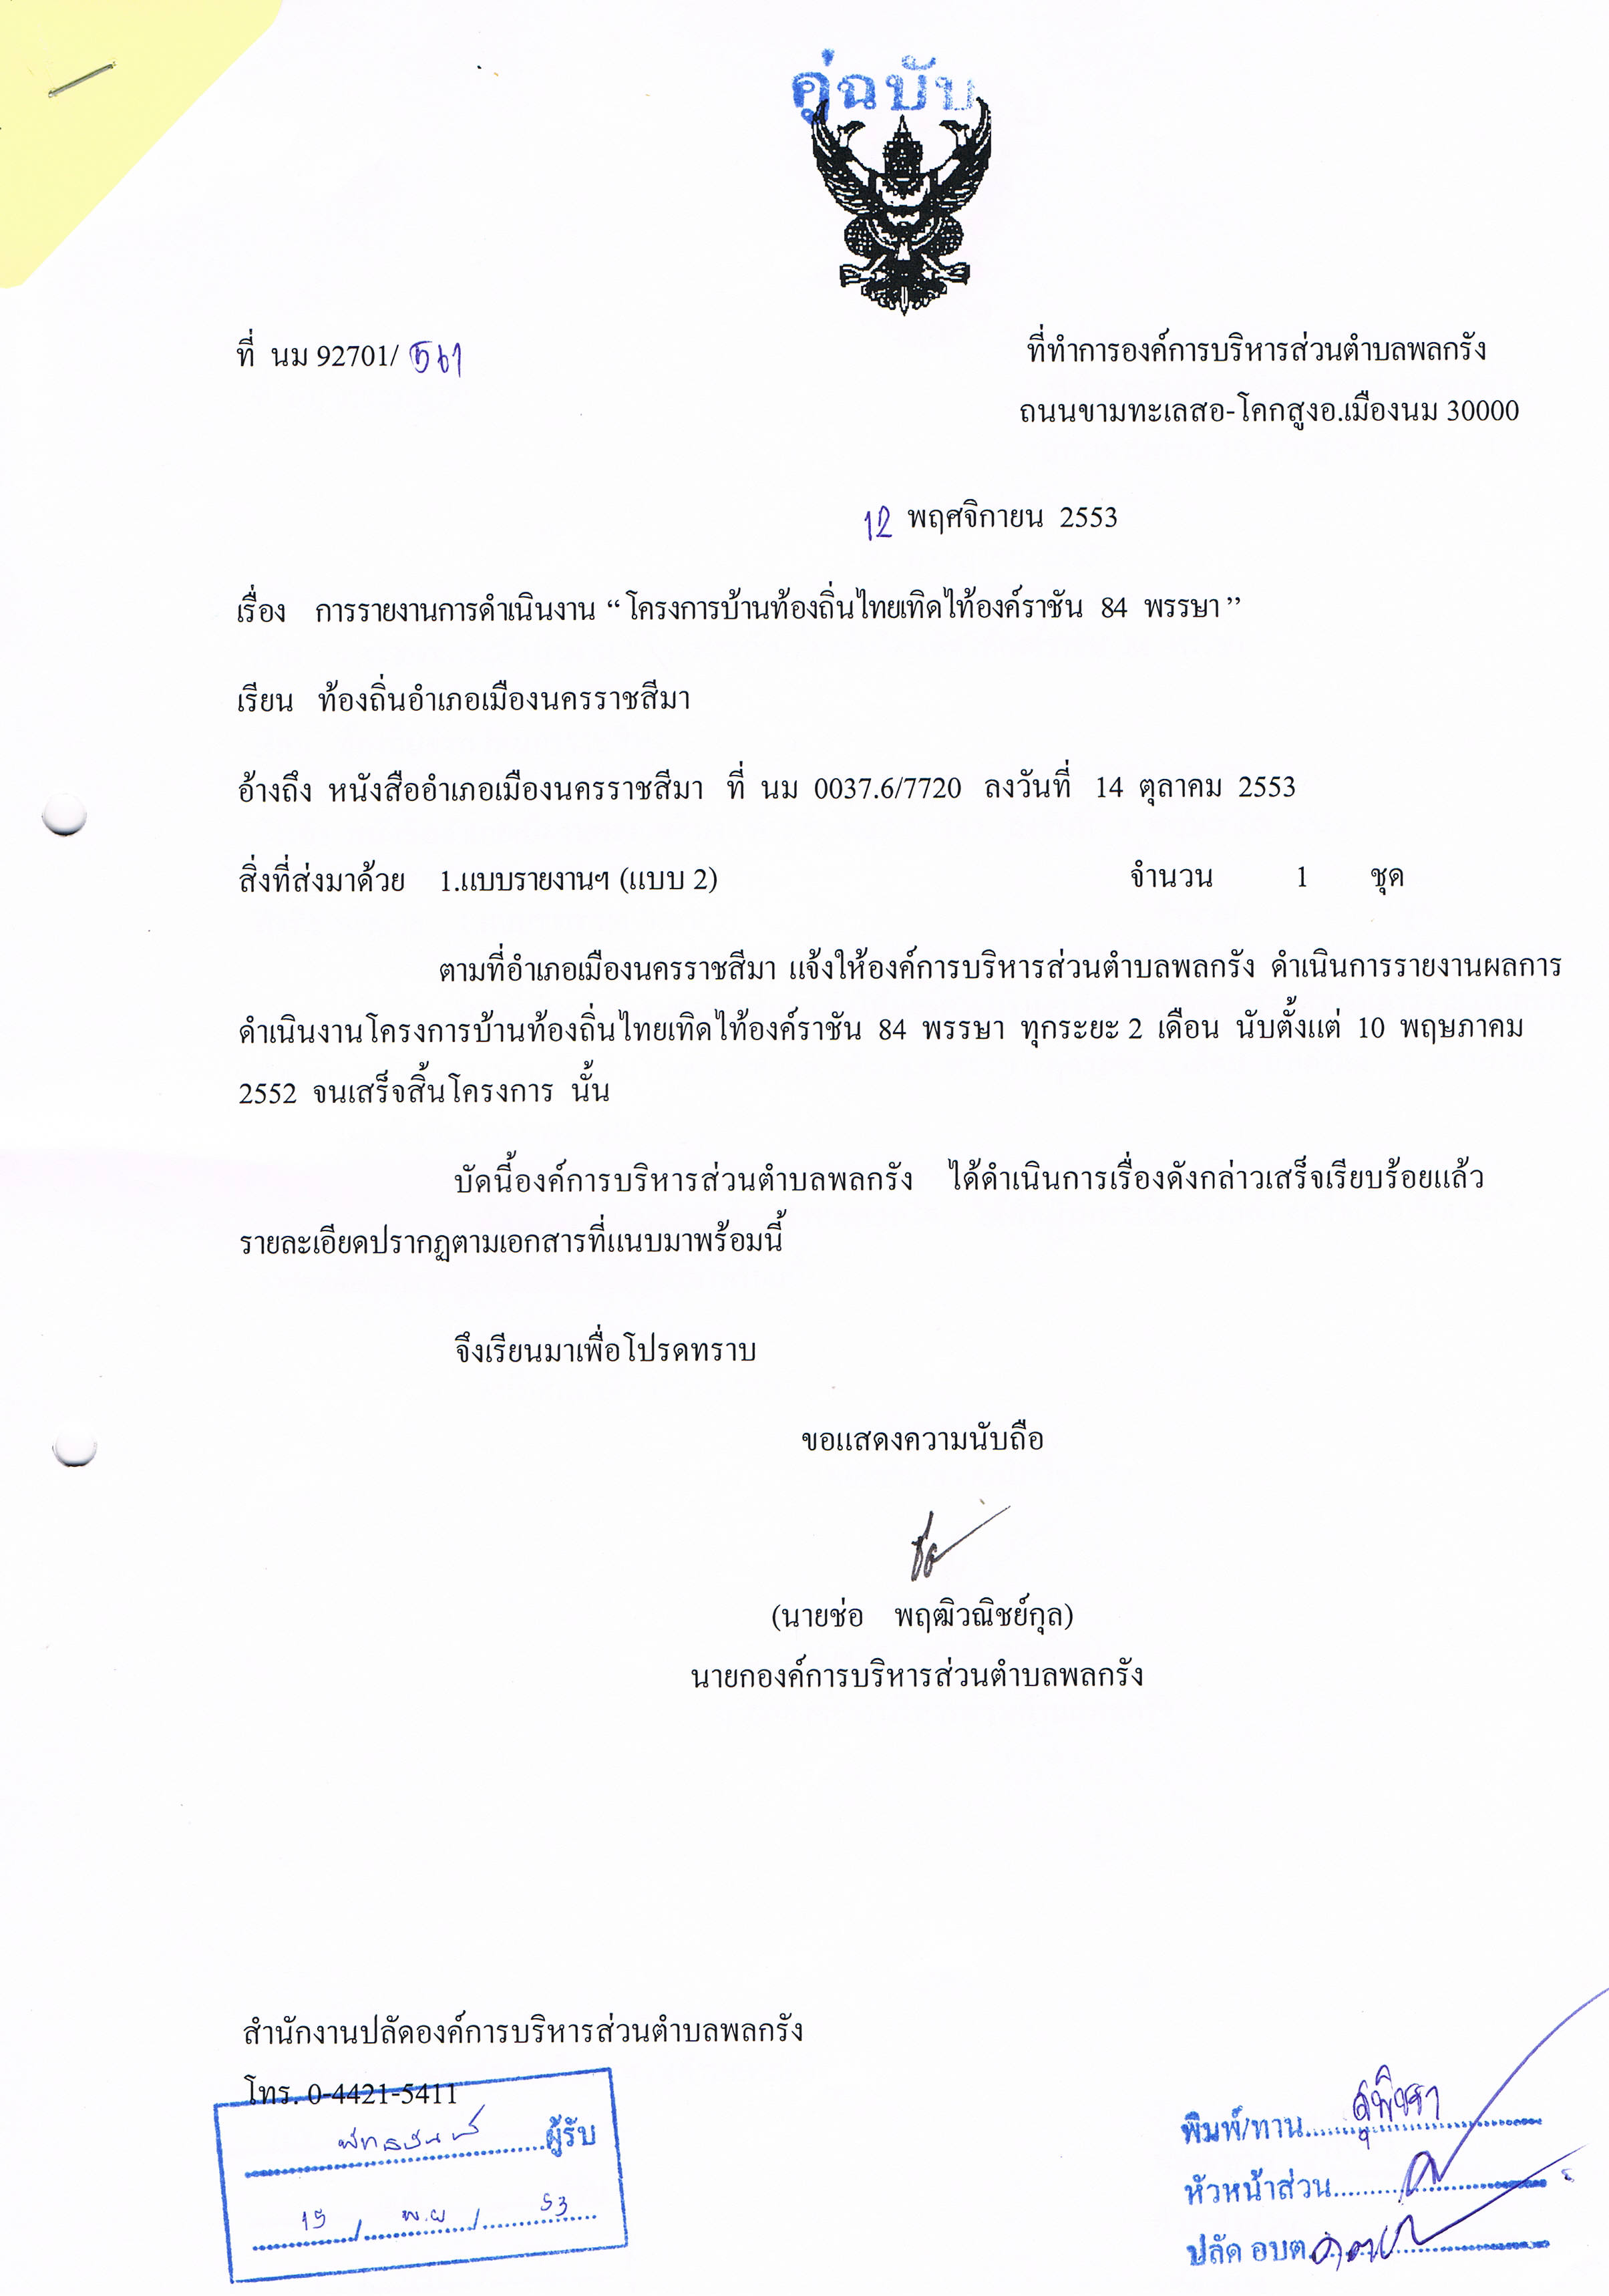 คู่ฉบับ
ที่ นม 92701/ 561
ที่ทำการองค์การบริหารส่วนตำบลพลกรัง
ถนนขามทะเลสอ-โคกสูงอ.เมืองนม 30000
12 พฤศจิกายน 2553
เรื่อง การรายงานการดำเนินงาน “ โครงการบ้านท้องถิ่นไทยเทิดไท้องค์ราชัน 84 พรรษา ”
เรียน ท้องถิ่นอำเภอเมืองนครราชสีมา
อ้างถึง หนังสืออำเภอเมืองนครราชสีมา ที่ นม 0037.6/7720 ลงวันที่ 14 ตุลาคม 2553
สิ่งที่ส่งมาด้วย 1.แบบรายงานฯ (แบบ 2) จำนวน 1 ชุด
ตามที่อำเภอเมืองนครราชสีมา แจ้งให้องค์การบริหารส่วนตำบลพลกรัง ดำเนินการรายงานผลการ
ดำเนินงานโครงการบ้านท้องถิ่นไทยเทิดไท้องค์ราชัน 84 พรรษา ทุกระยะ 2 เดือน นับตั้งแต่ 10 พฤษภาคม
2552 จนเสร็จสิ้นโครงการ นั้น
บัดนี้องค์การบริหารส่วนตำบลพลกรัง ได้ดำเนินการเรื่องดังกล่าวเสร็จเรียบร้อยแล้ว
รายละเอียดปรากฏตามเอกสารที่แนบมาพร้อมนี้
จึงเรียนมาเพื่อโปรดทราบ
ขอแสดงความนับถือ
(นายช่อ พฤฒิวณิชย์กุล)
นายกองค์การบริหารส่วนตำบลพลกรัง
สำนักงานปลัดองค์การบริหารส่วนตำบลพลกรัง
โทร. 0-4421-5411
ผู้รับ
15 / พ.ย / 53
พิมพ์/ทาน
หัวหน้าส่วน
ปลัด อบต